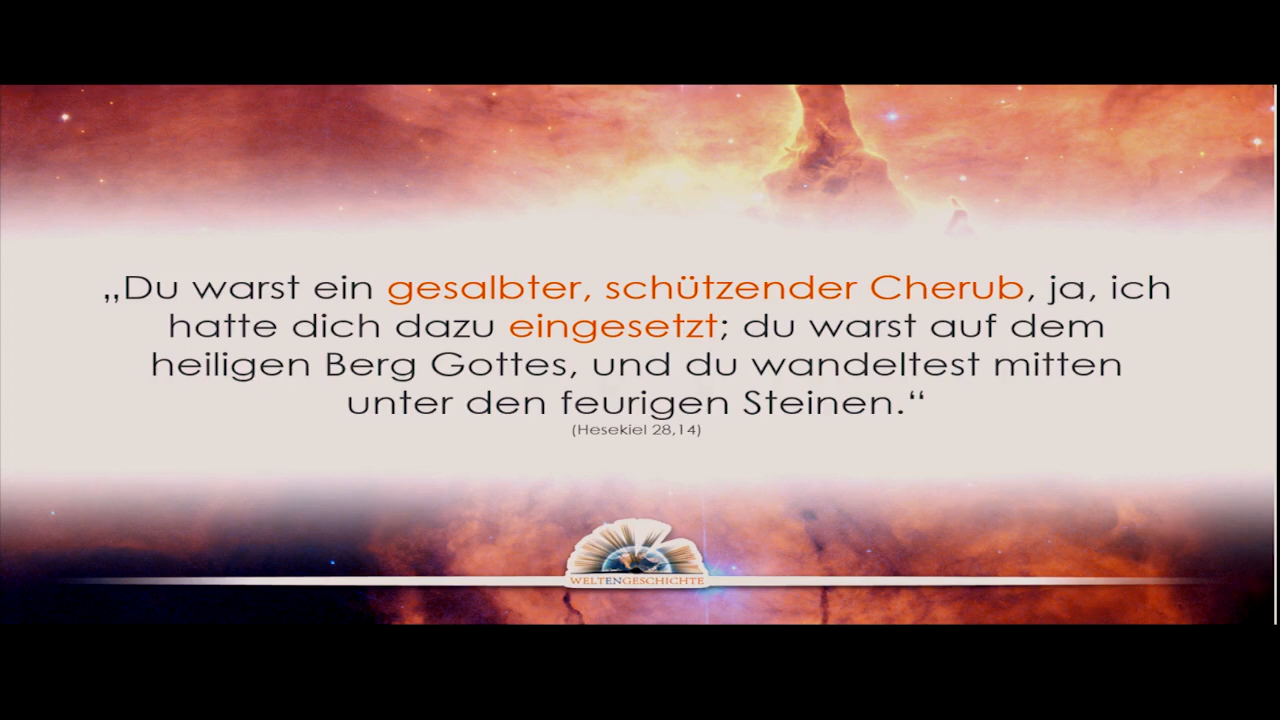 „Du warst ein gesalbter, schützender Cherub, ja, ich
hatte dich dazu eingesetzt; du warst auf dem
heiligen Berg Gottes, und du wandeltest mitten
unter den feurigen Steinen.“
(Hesekiel 28,14)
WELTENGESCHICHTE